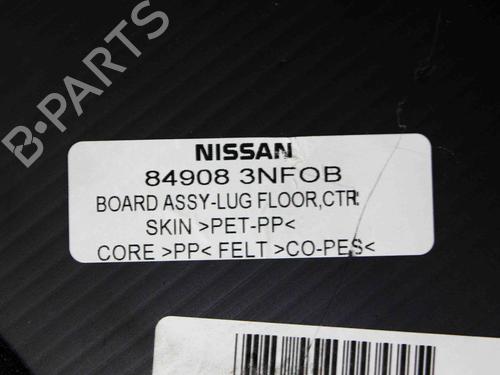 B-PARTS
NISSAN
84908 3NFOB
BOARD ASSY-LUG FLOOR,CTR
SKIN >PET-PP<
CORE >PP< FELT >CO-PES<